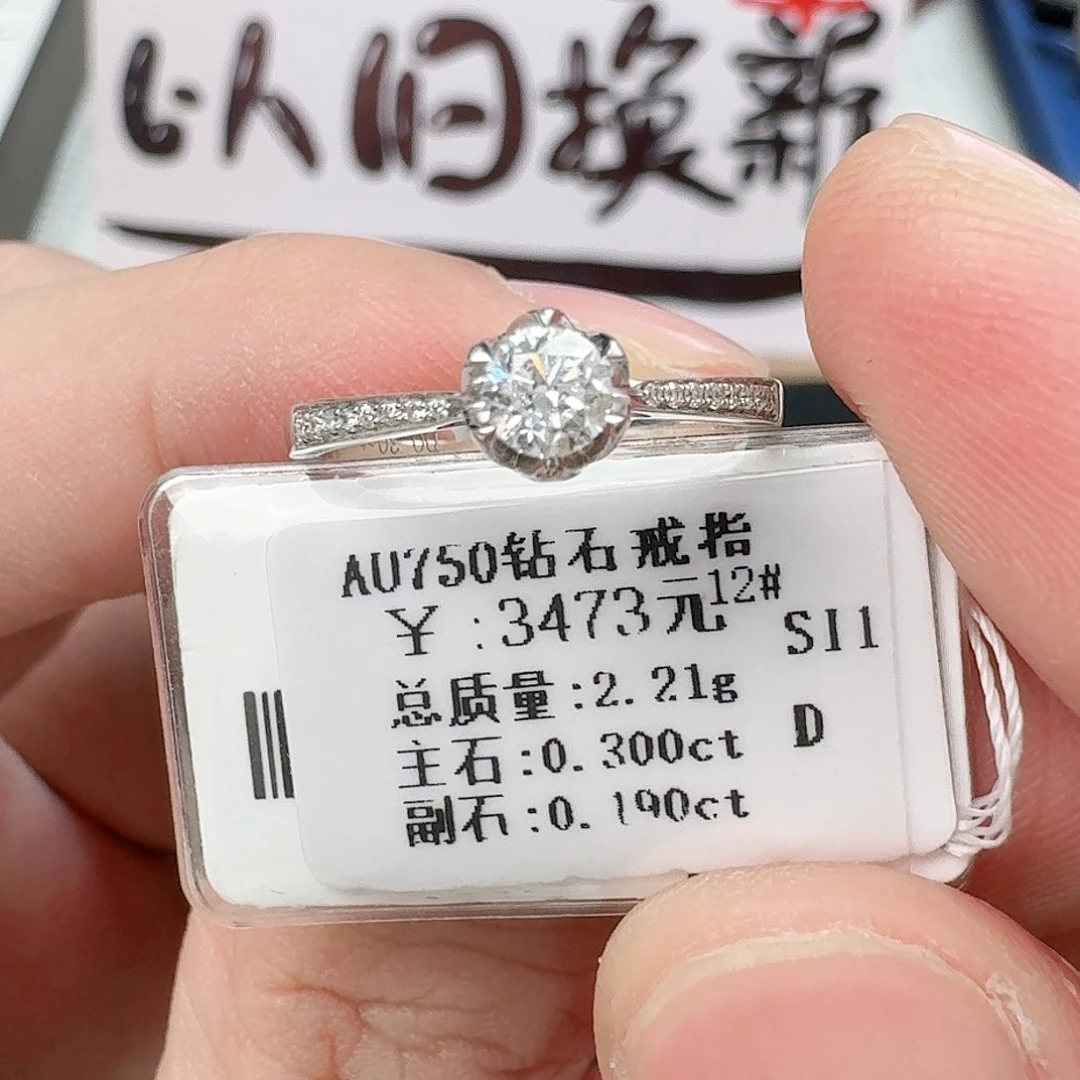 以旧换新
AU750钻石戒指
¥:3473元12#
SI1
总质量:2.21g
D
主石:0.300ct
副石:0.190ct